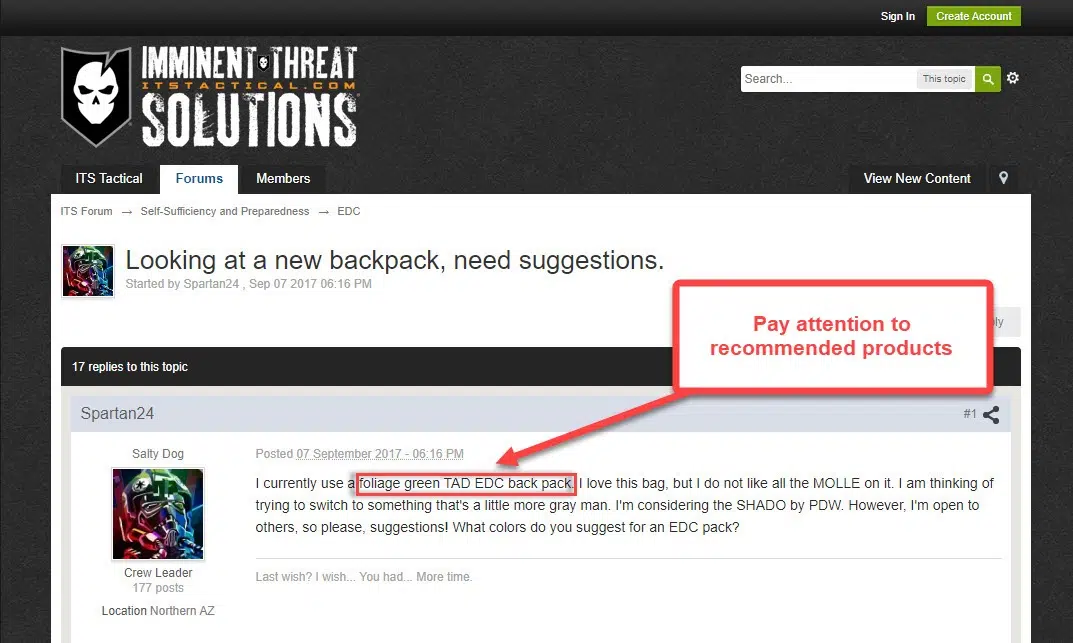 Sign In
Create Account
IMMINENT THREAT
ITSTACTICAL.COM
SOLUTIONS
Search...
This topic
ITS Tactical
Forums
Members
View New Content
ITS Forum → Self-Sufficiency and Preparedness → EDC
Looking at a new backpack, need suggestions.
Started by Spartan24 , Sep 07 2017 06:16 PM
Pay attention to
recommended products
17 replies to this topic
Spartan24
#1
Salty Dog
Posted 07 September 2017 - 06:16 PM
I currently use a foliage green TAD EDC back pack. I love this bag, but I do not like all the MOLLE on it. I am thinking of
trying to switch to something that's a little more gray man. I'm considering the SHADO by PDW. However, I'm open to
others, so please, suggestions! What colors do you suggest for an EDC pack?
Last wish? I wish... You had... More time.
Crew Leader
177 posts
Location Northern AZ